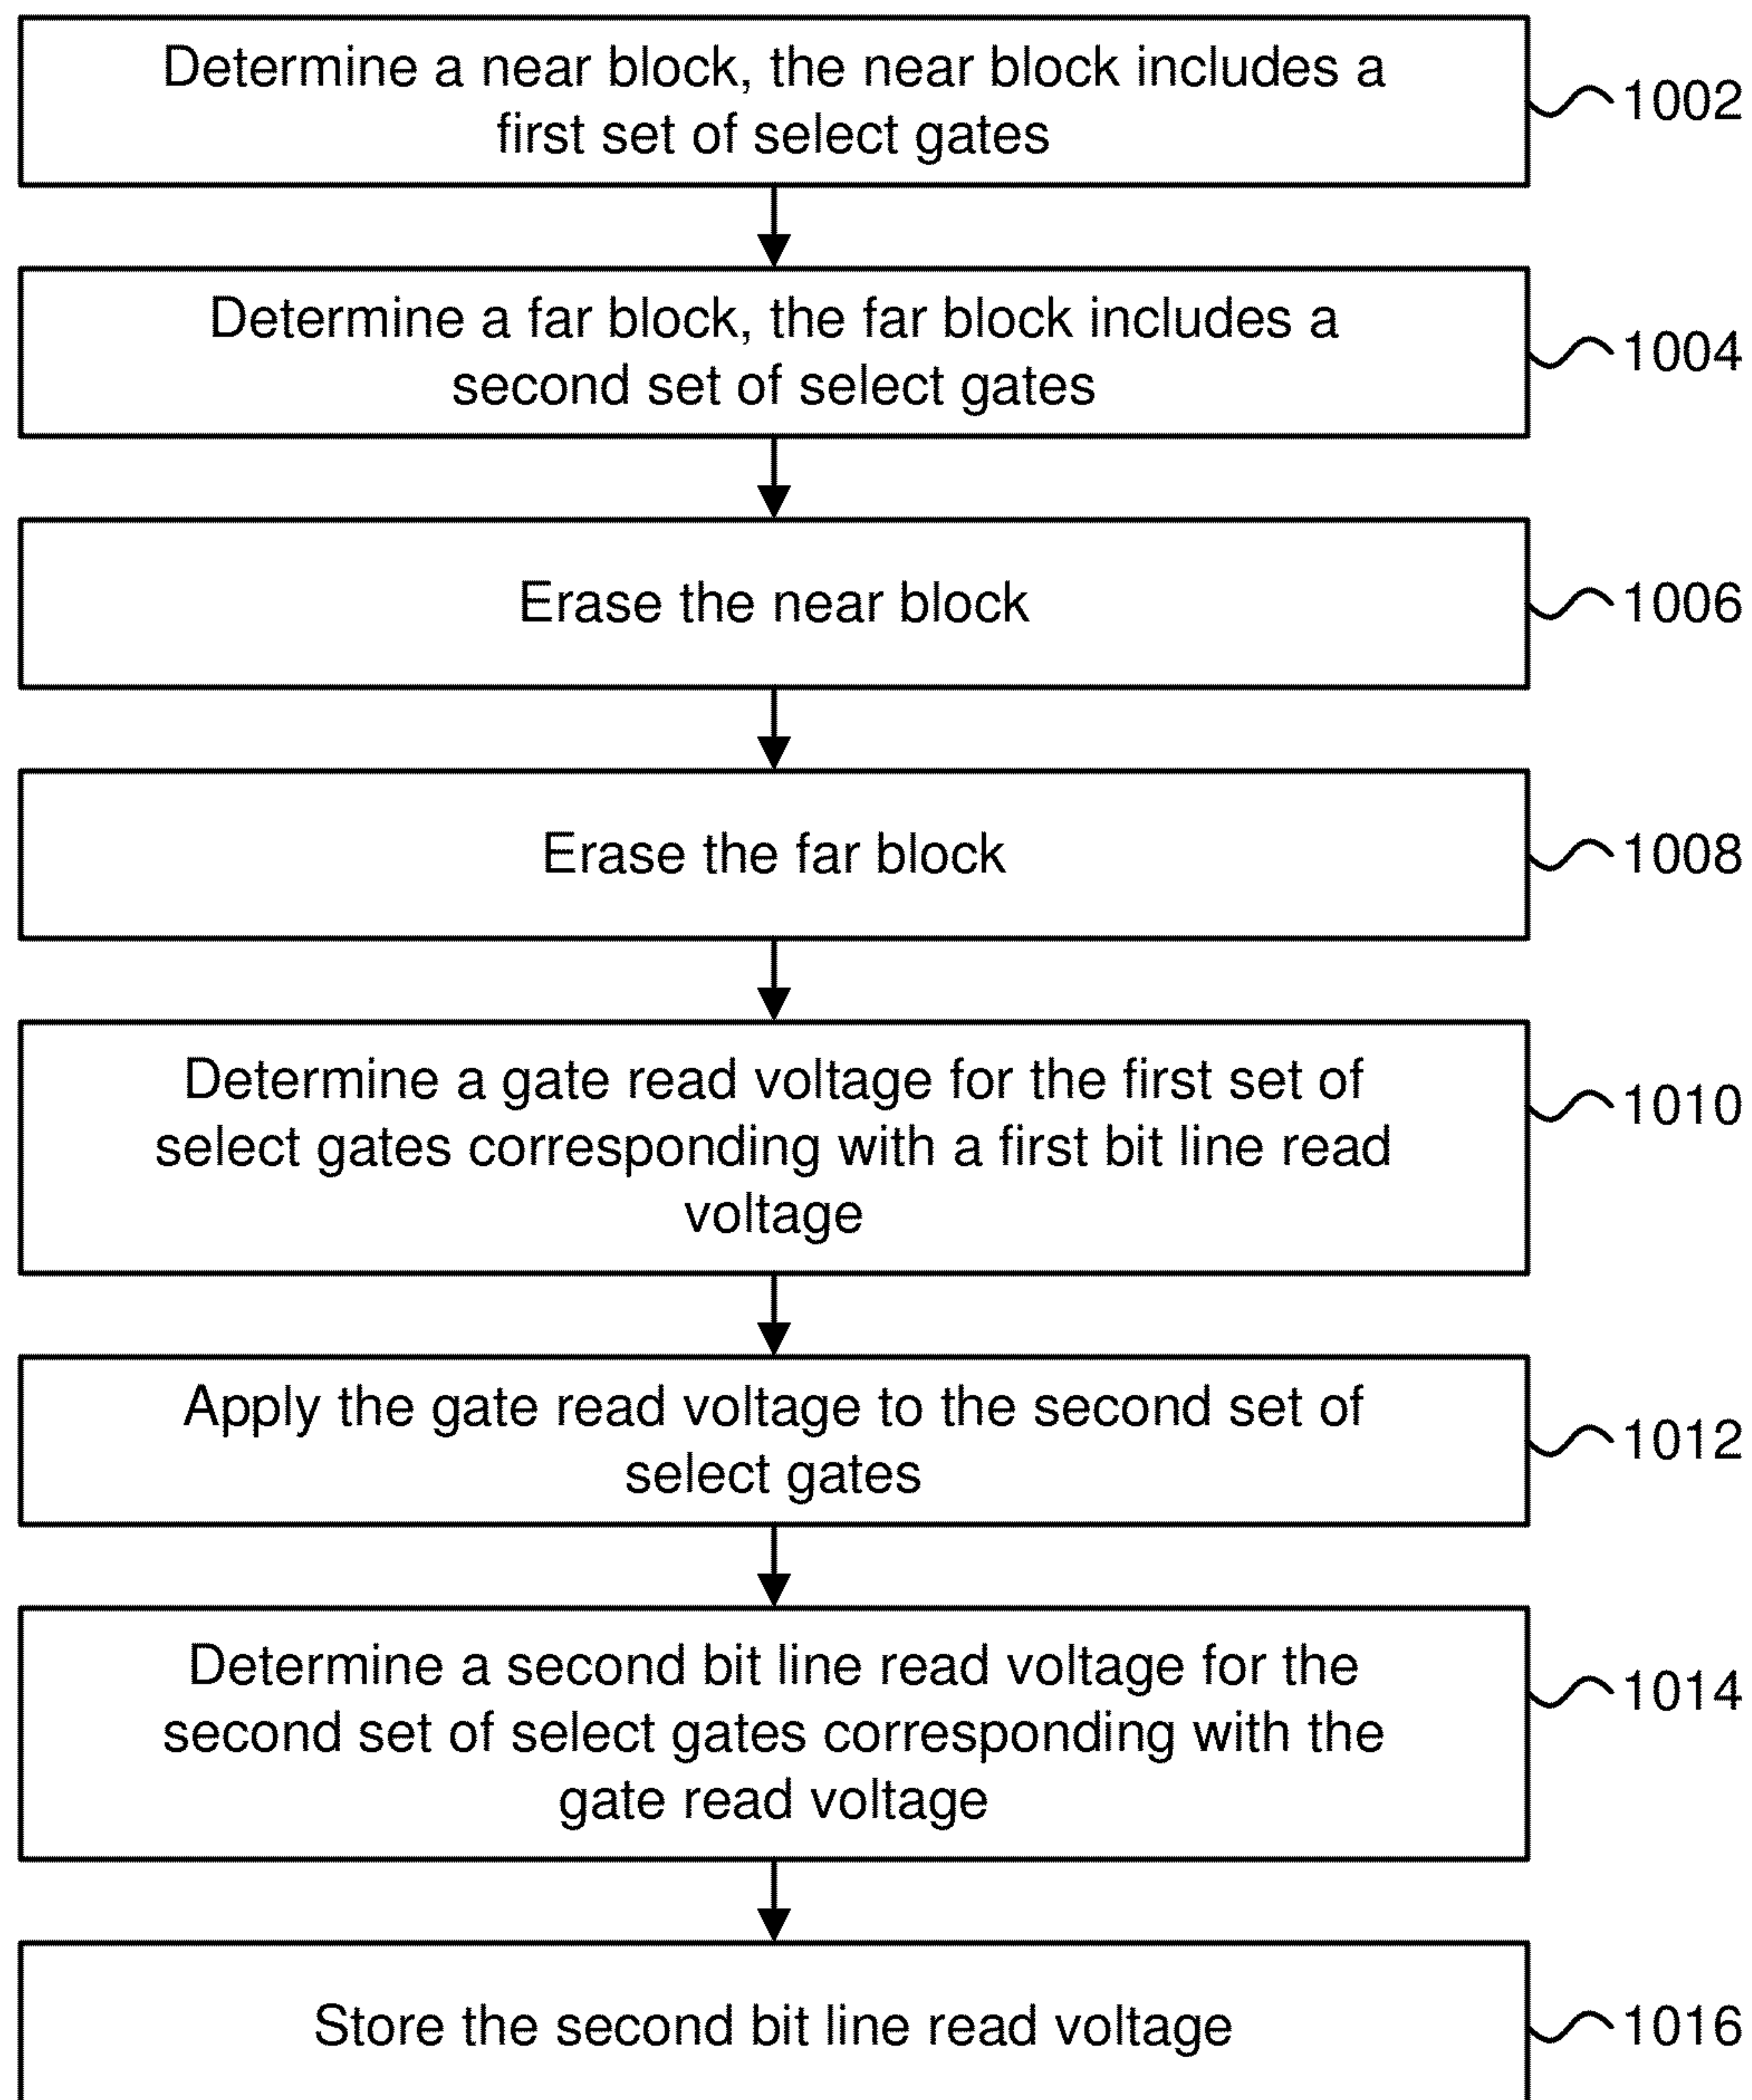 Determine a near block, the near block includes a
first set of select gates
1002
Determine a far block, the far block includes a
second set of select gates
1004
Erase the near block
1006
Erase the far block
1008
Determine a gate read voltage for the first set of
select gates corresponding with a first bit line read
voltage
1010
Apply the gate read voltage to the second set of
select gates
1012
Determine a second bit line read voltage for the
second set of select gates corresponding with the
gate read voltage
1014
Store the second bit line read voltage
1016